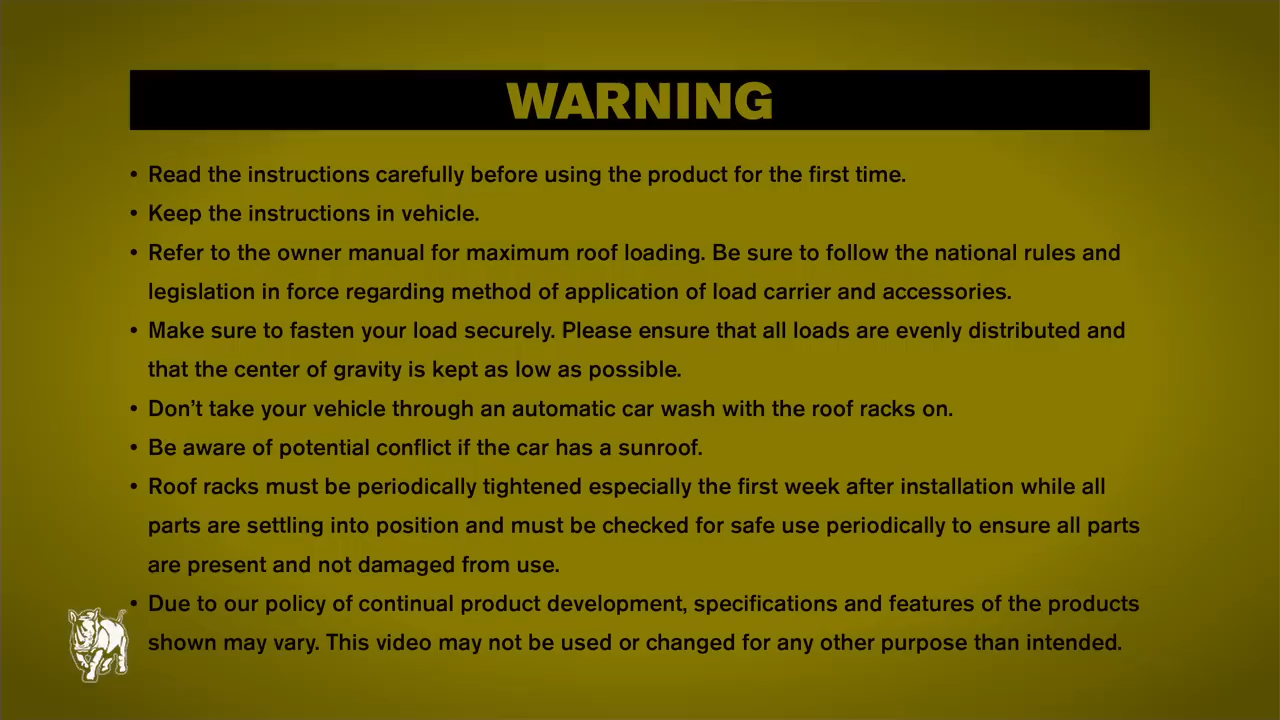 WARNING
• Read the instructions carefully before using the product for the first time.
• Keep the instructions in vehicle.
• Refer to the owner manual for maximum roof loading. Be sure to follow the national rules and
legislation in force regarding method of application of load carrier and accessories.
• Make sure to fasten your load securely. Please ensure that all loads are evenly distributed and
that the center of gravity is kept as low as possible.
• Don’t take your vehicle through an automatic car wash with the roof racks on.
• Be aware of potential conflict if the car has a sunroof.
• Roof racks must be periodically tightened especially the first week after installation while all
parts are settling into position and must be checked for safe use periodically to ensure all parts
are present and not damaged from use.
• Due to our policy of continual product development, specifications and features of the products
shown may vary. This video may not be used or changed for any other purpose than intended.